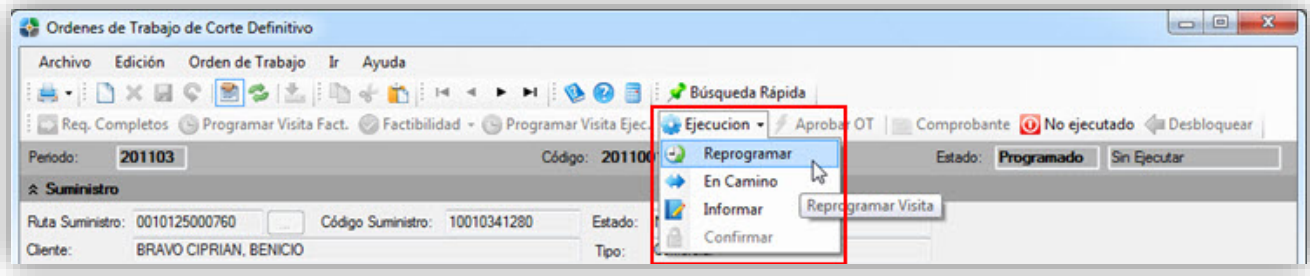 Ordenes de Trabajo de Corte Definitivo
Archivo Edición Orden de Trabajo Ir Ayuda
Búsqueda Rápida
Req. Completos Programar Visita Fact. Factibilidad Programar Visita Ejec. Ejecucion Aprobar OT Comprobante No ejecutado Desbloquear
Periodo: 201103 Código: Estado: Programado Sin Ejecutar
Reprogramar
Suministro
En Camino
Reprogramar Visita
Ruta Suministro: 0010125000760 ... Código Suministro: 10010341280 Estado:
Informar
Cliente: BRAVO CIPRIAN, BENICIO Tipo:
Confirmar